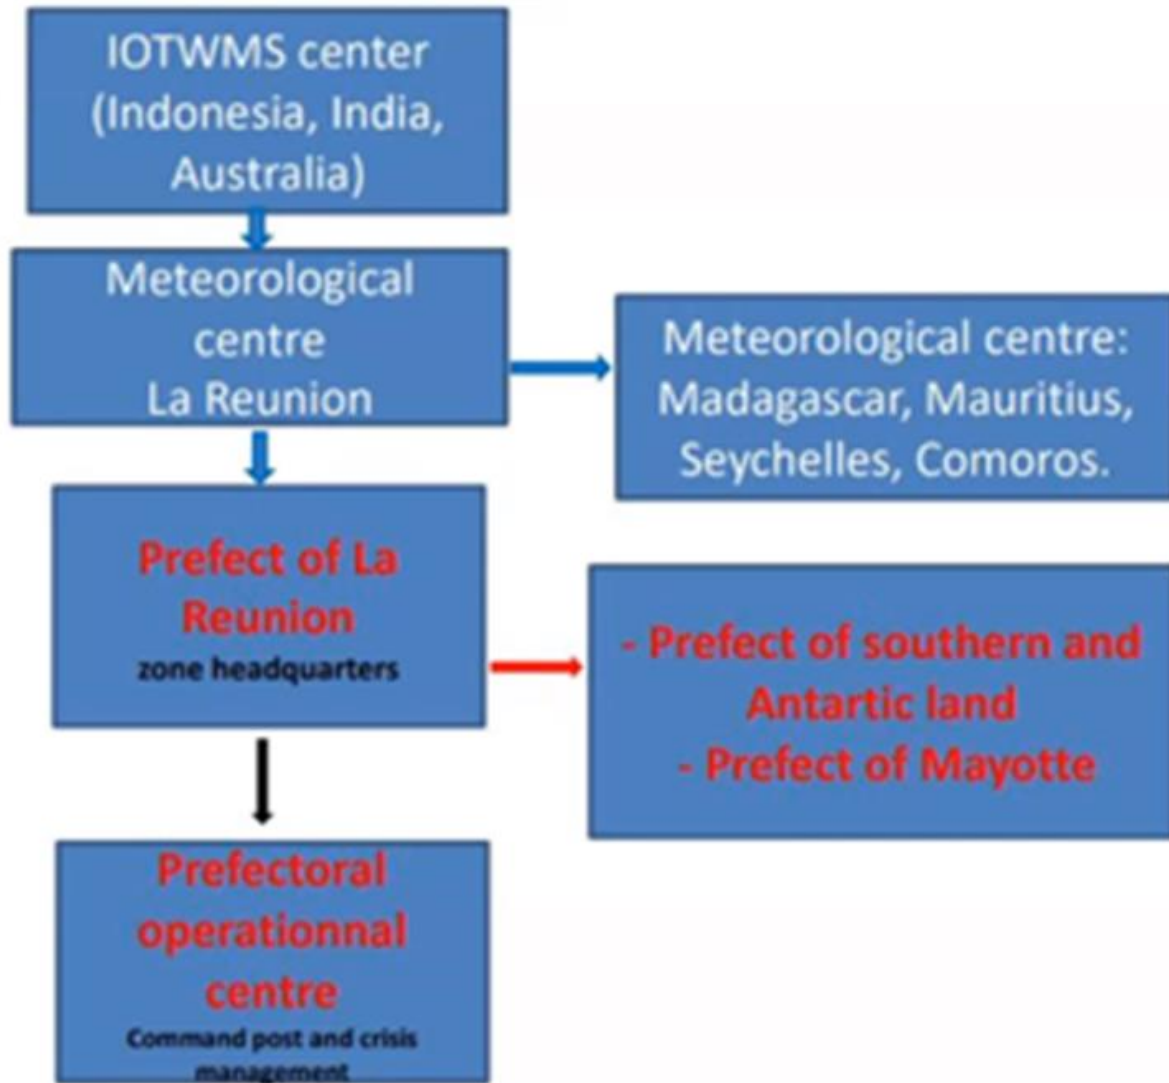 IOTWMS center
(Indonesia, India,
Australia)
Meteorological
centre
La Reunion
Meteorological centre:
Madagascar, Mauritius,
Seychelles, Comoros.
Prefect of La
Reunion
zone headquarters
- Prefect of southern and
Antartic land
- Prefect of Mayotte
Prefectoral
operationnal
centre
Command post and crisis
management